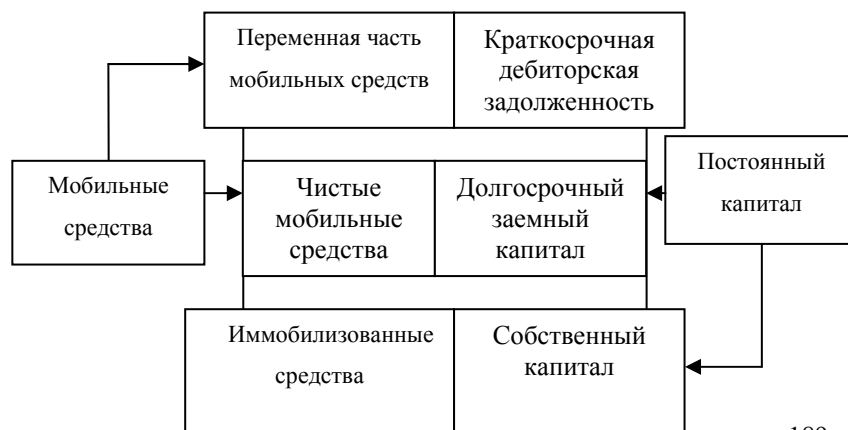 Переменная часть
мобильных средств
Краткосрочная
дебиторская
задолженность
Мобильные
средства
Чистые
мобильные
средства
Долгосрочный
заемный
капитал
Постоянный
капитал
Иммобилизованные
средства
Собственный
капитал